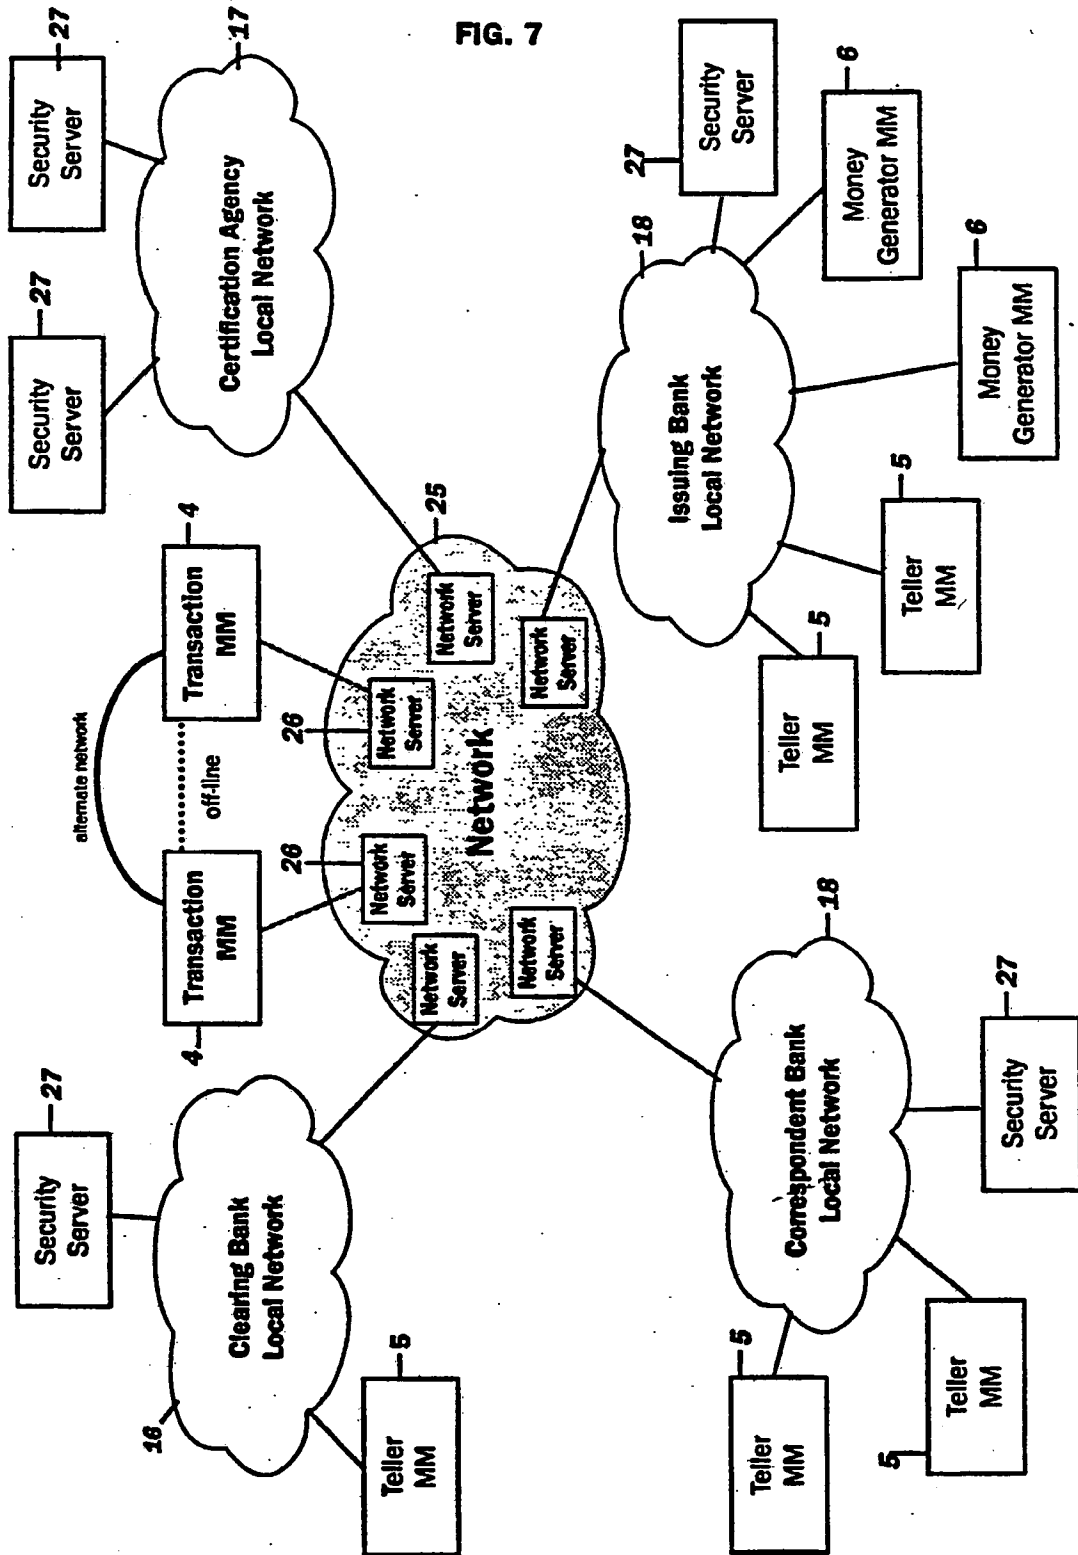 FIG. 7
Security
Server
27
Clearing Bank
Local Network
16
Teller
MM
5
Transaction
MM
4
alternate network
off-line
Transaction
MM
4
Security
Server
27
Security
Server
27
Certification Agency
Local Network
17
Network
25
Network
Server
26
Network
Server
26
Network
Server
Network
Server
Network
Server
Network
Server
Correspondent Bank
Local Network
18
Teller
MM
5
Teller
MM
5
Security
Server
27
Issuing Bank
Local Network
18
Teller
MM
5
Teller
MM
5
Money
Generator MM
6
Money
Generator MM
6
Security
Server
27